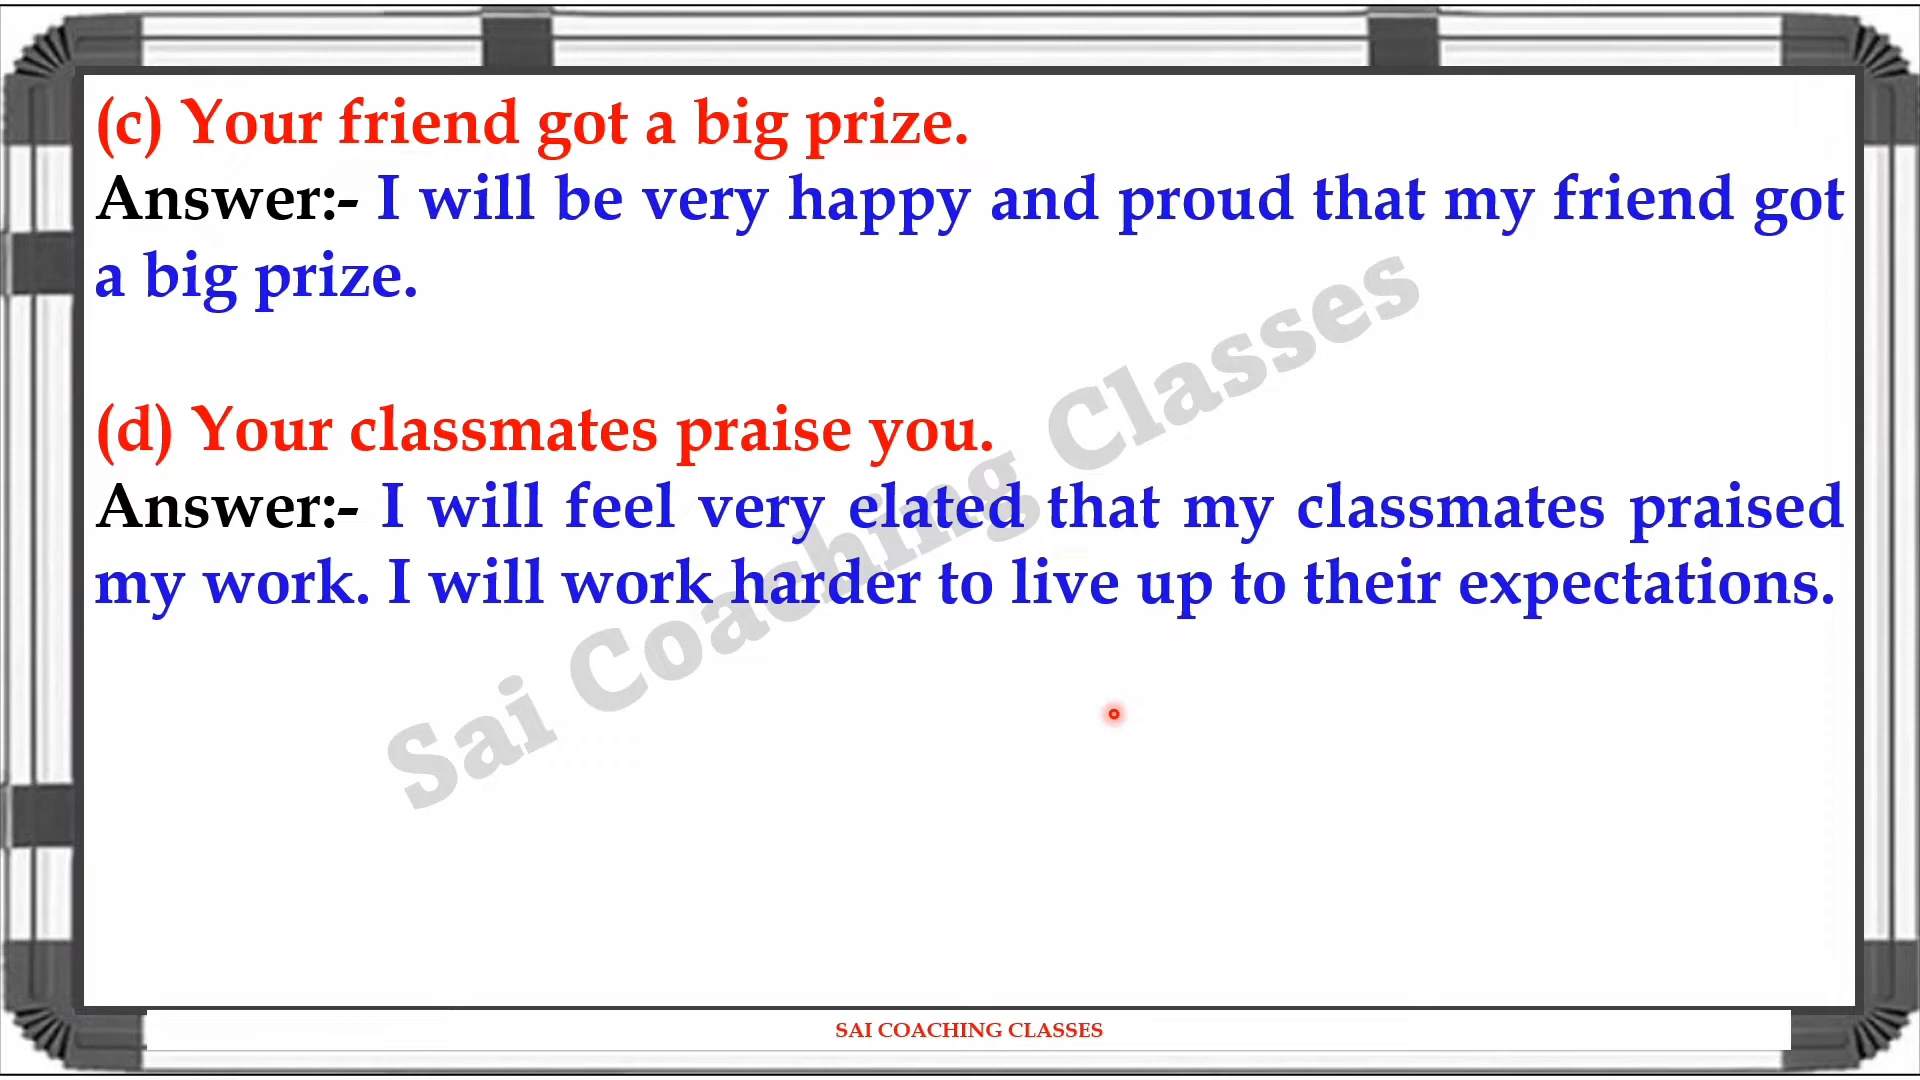 (c) Your friend got a big prize.
Answer:- I will be very happy and proud that my friend got
a big prize.
(d) Your classmates praise you.
Answer:- I will feel very elated that my classmates praised
my work. I will work harder to live up to their expectations.
Sai Coaching Classes
SAI COACHING CLASSES